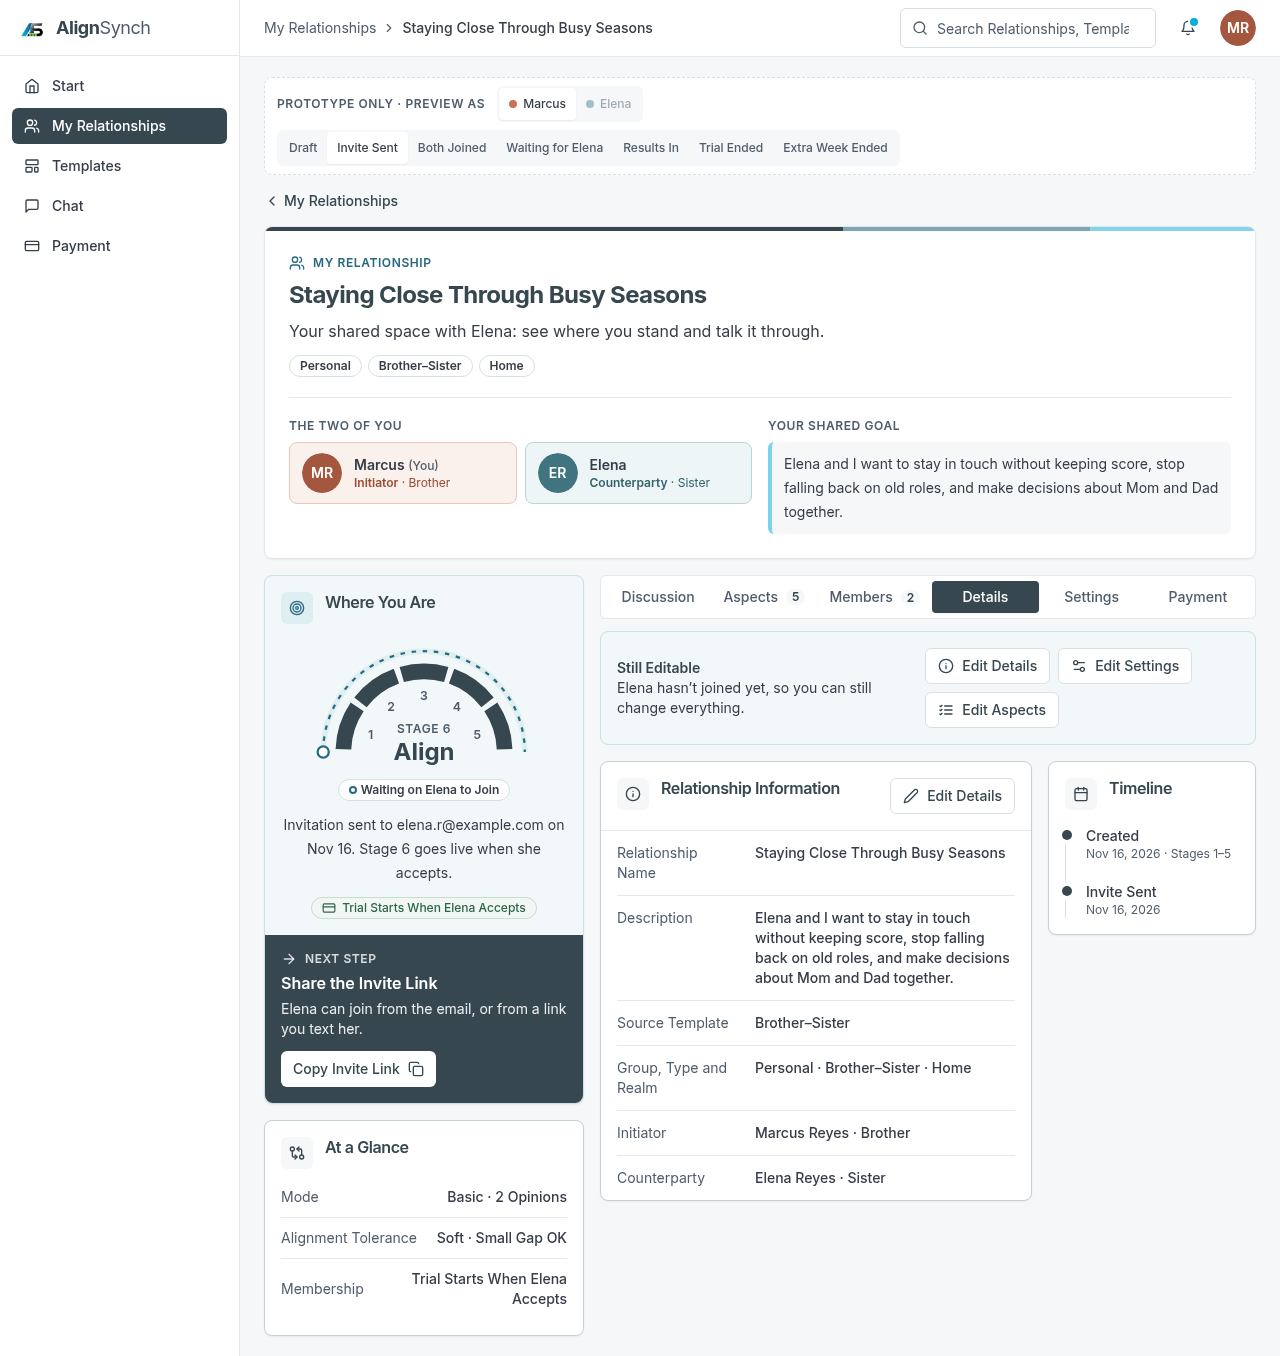 AlignSynch
Start
My Relationships
Templates
Chat
Payment
My Relationships > Staying Close Through Busy Seasons
Search Relationships, Templa
MR
PROTOTYPE ONLY · PREVIEW AS
Marcus
Elena
Draft
Invite Sent
Both Joined
Waiting for Elena
Results In
Trial Ended
Extra Week Ended
My Relationships
MY RELATIONSHIP
Staying Close Through Busy Seasons
Your shared space with Elena: see where you stand and talk it through.
Personal
Brother–Sister
Home
THE TWO OF YOU
MR
Marcus (You)
Initiator · Brother
ER
Elena
Counterparty · Sister
YOUR SHARED GOAL
Elena and I want to stay in touch without keeping score, stop
falling back on old roles, and make decisions about Mom and Dad
together.
Where You Are
1
2
3
4
5
STAGE 6
Align
Waiting on Elena to Join
Invitation sent to elena.r@example.com on
Nov 16. Stage 6 goes live when she
accepts.
Trial Starts When Elena Accepts
NEXT STEP
Share the Invite Link
Elena can join from the email, or from a link
you text her.
Copy Invite Link
At a Glance
Mode
Basic · 2 Opinions
Alignment Tolerance
Soft · Small Gap OK
Membership
Trial Starts When Elena
Accepts
Discussion
Aspects 5
Members 2
Details
Settings
Payment
Still Editable
Elena hasn’t joined yet, so you can still
change everything.
Edit Details
Edit Settings
Edit Aspects
Relationship Information
Edit Details
Relationship
Name
Staying Close Through Busy Seasons
Description
Elena and I want to stay in touch
without keeping score, stop falling
back on old roles, and make decisions
about Mom and Dad together.
Source Template
Brother–Sister
Group, Type and
Realm
Personal · Brother–Sister · Home
Initiator
Marcus Reyes · Brother
Counterparty
Elena Reyes · Sister
Timeline
Created
Nov 16, 2026 · Stages 1–5
Invite Sent
Nov 16, 2026